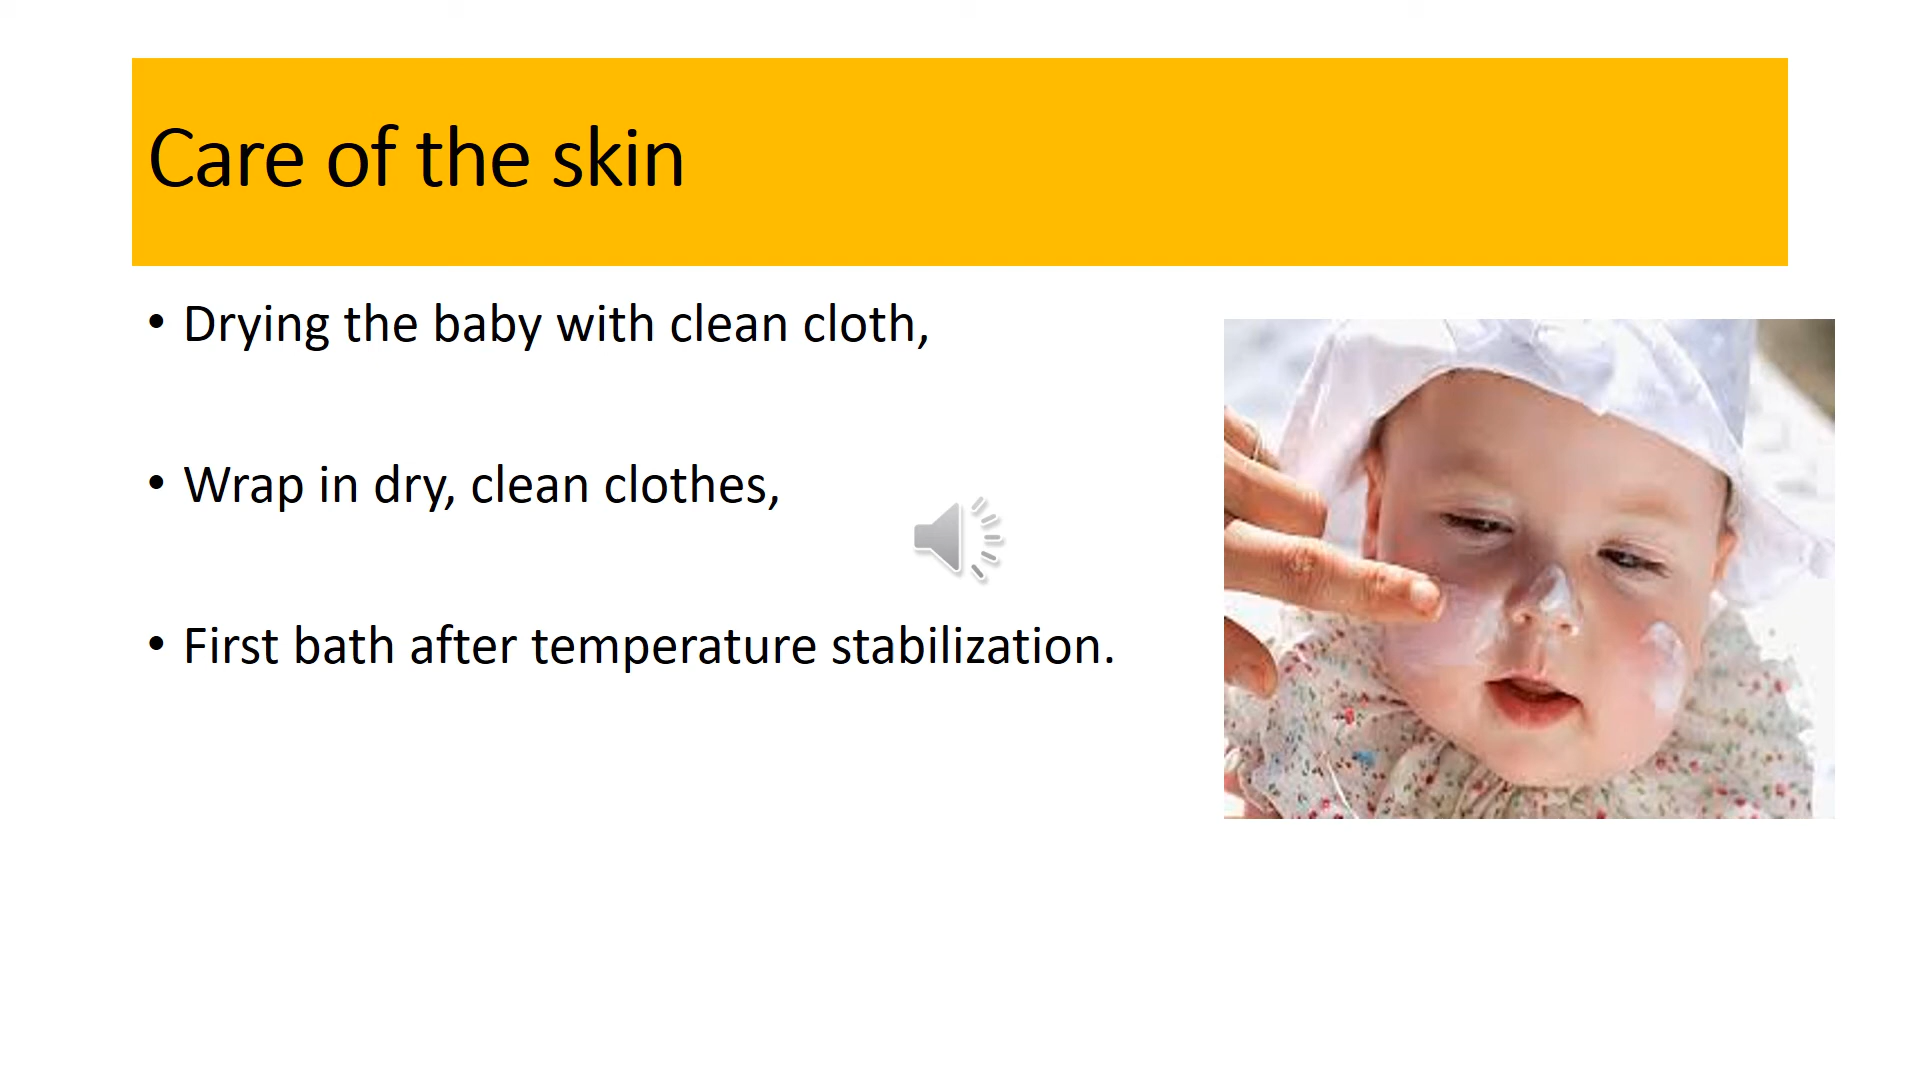 Care of the skin
• Drying the baby with clean cloth,
• Wrap in dry, clean clothes,
• First bath after temperature stabilization.